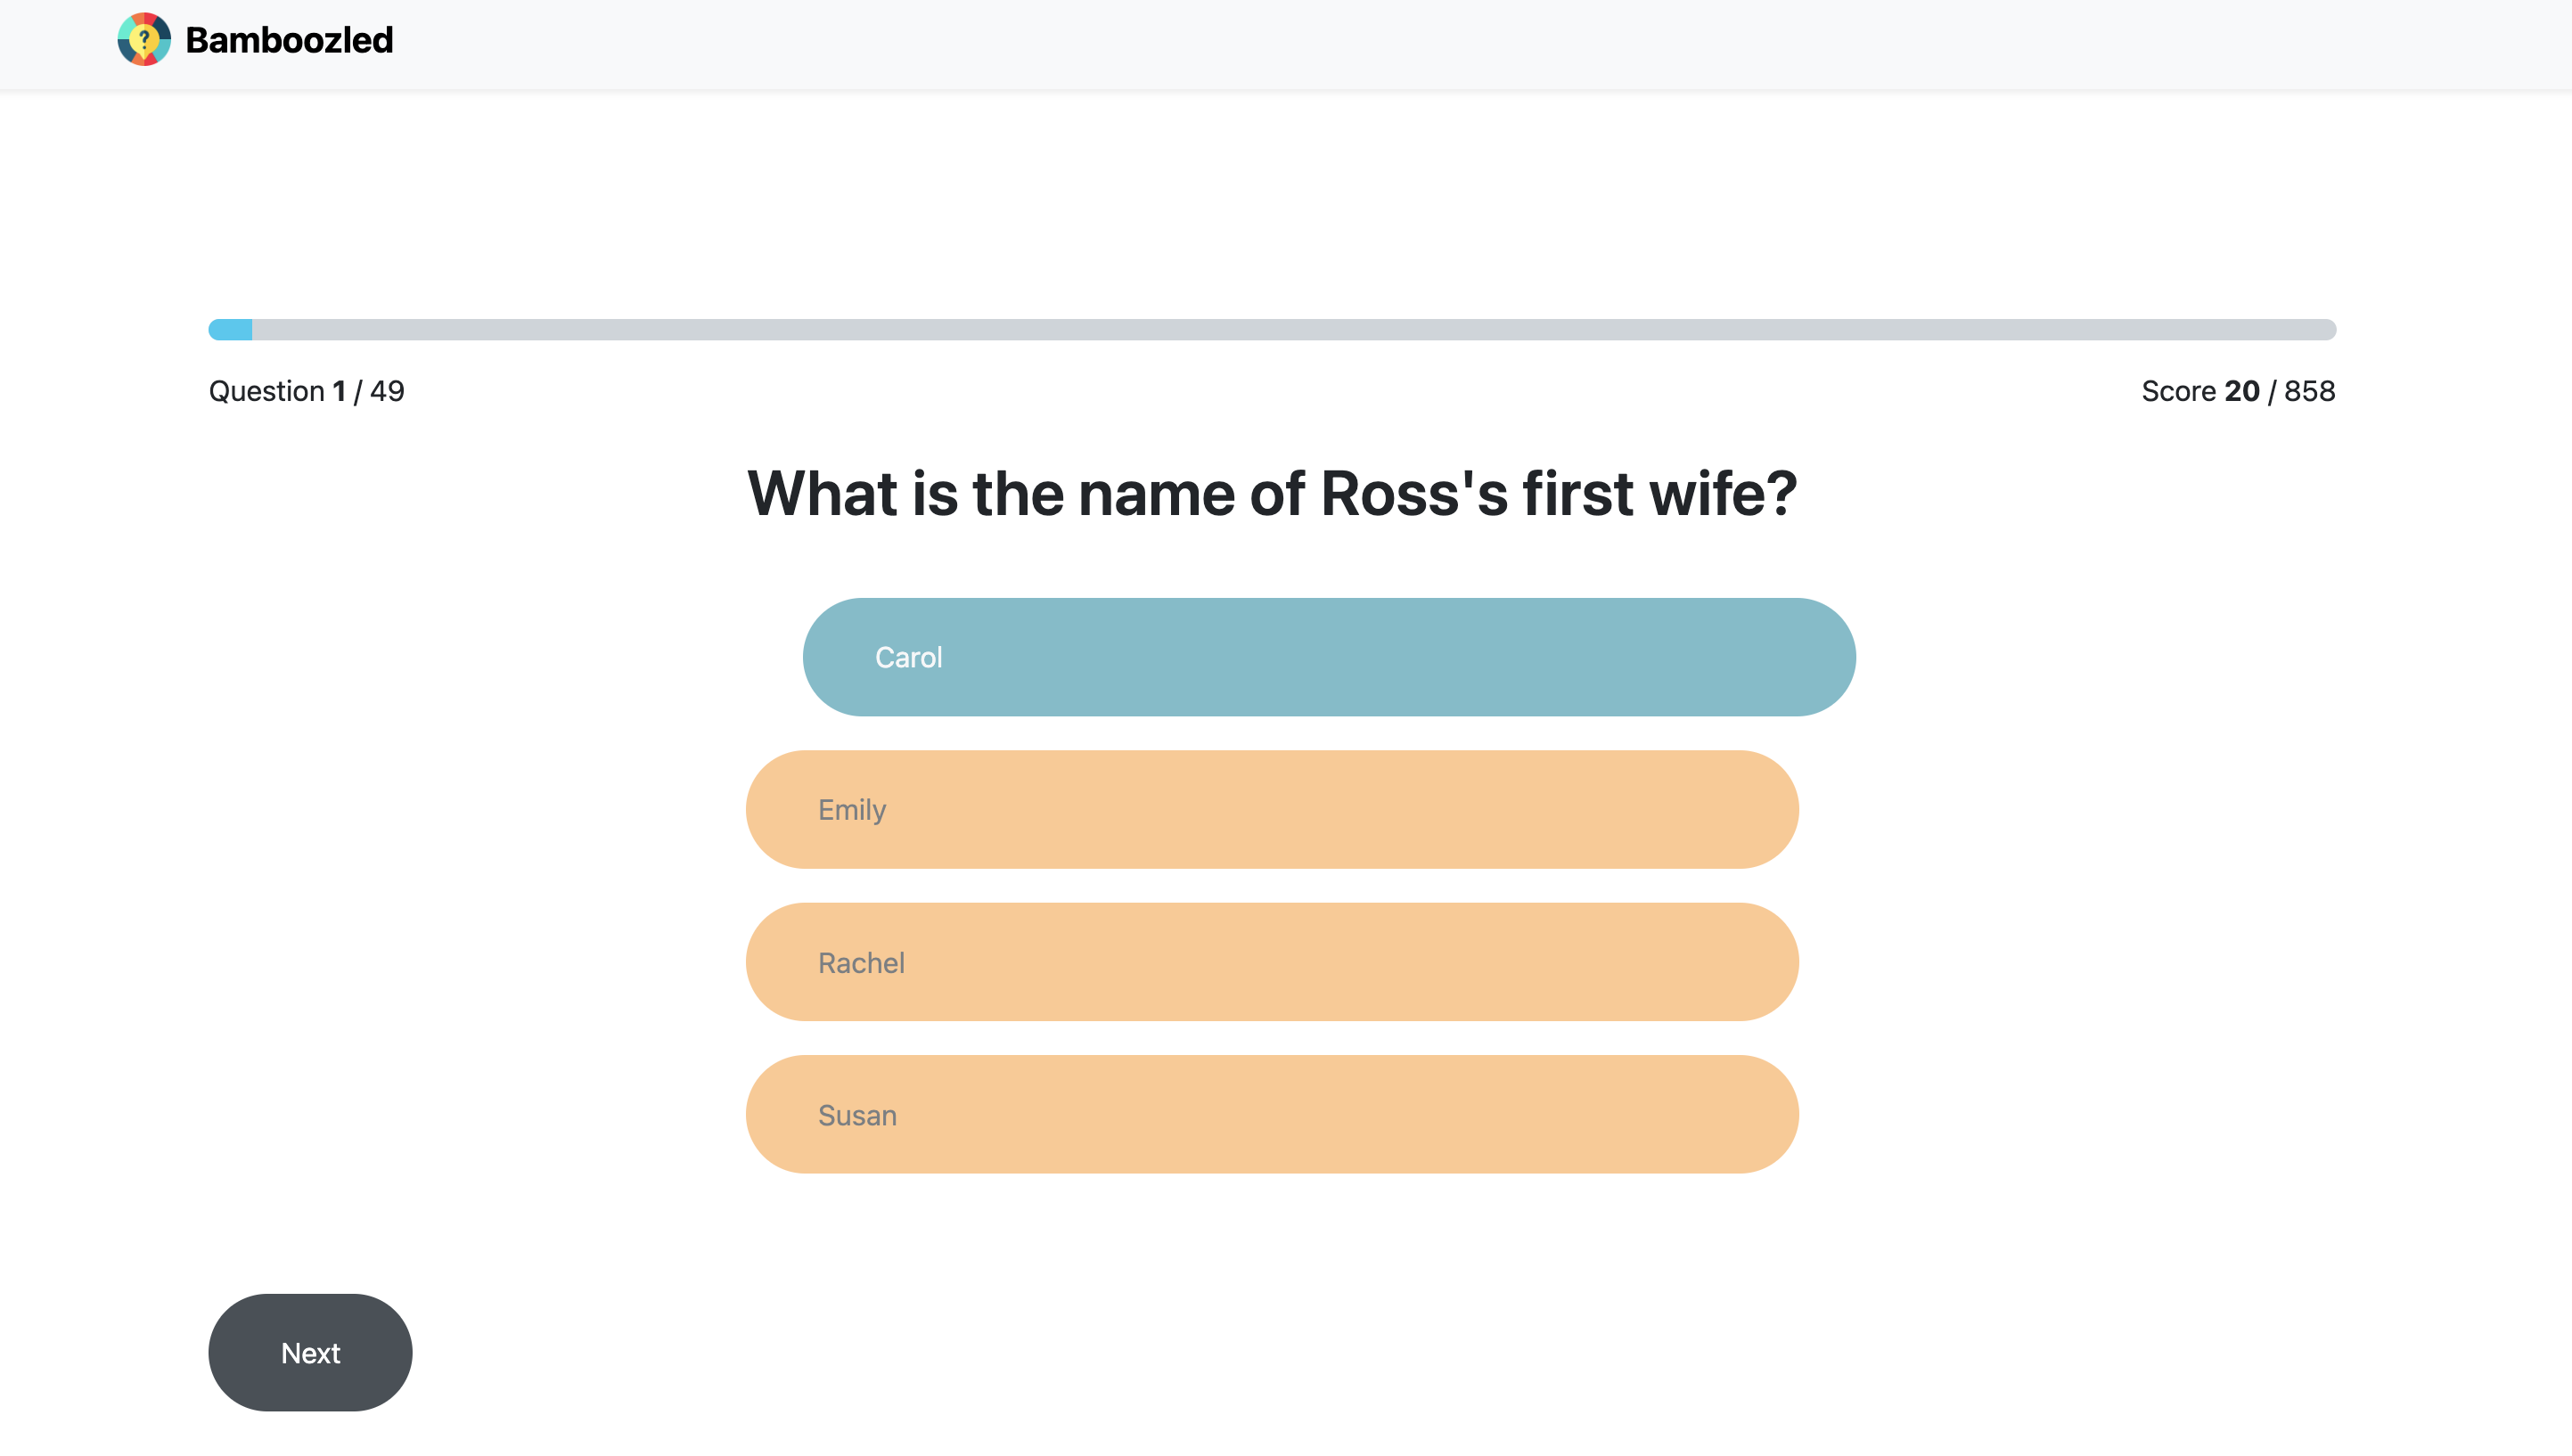 Bamboozled
Question 1 / 49
Score 20 / 858
What is the name of Ross's first wife?
Carol
Emily
Rachel
Susan
Next